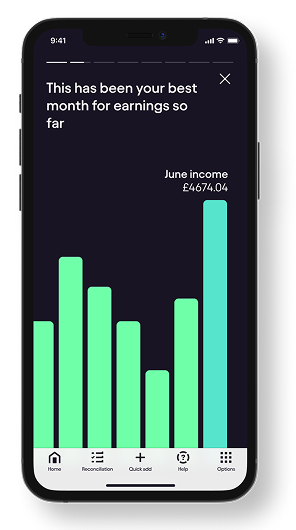 9:41
This has been your best
month for earnings so
far
June income
£4674.04
Home
Reconciliation
Quick add
Help
Options